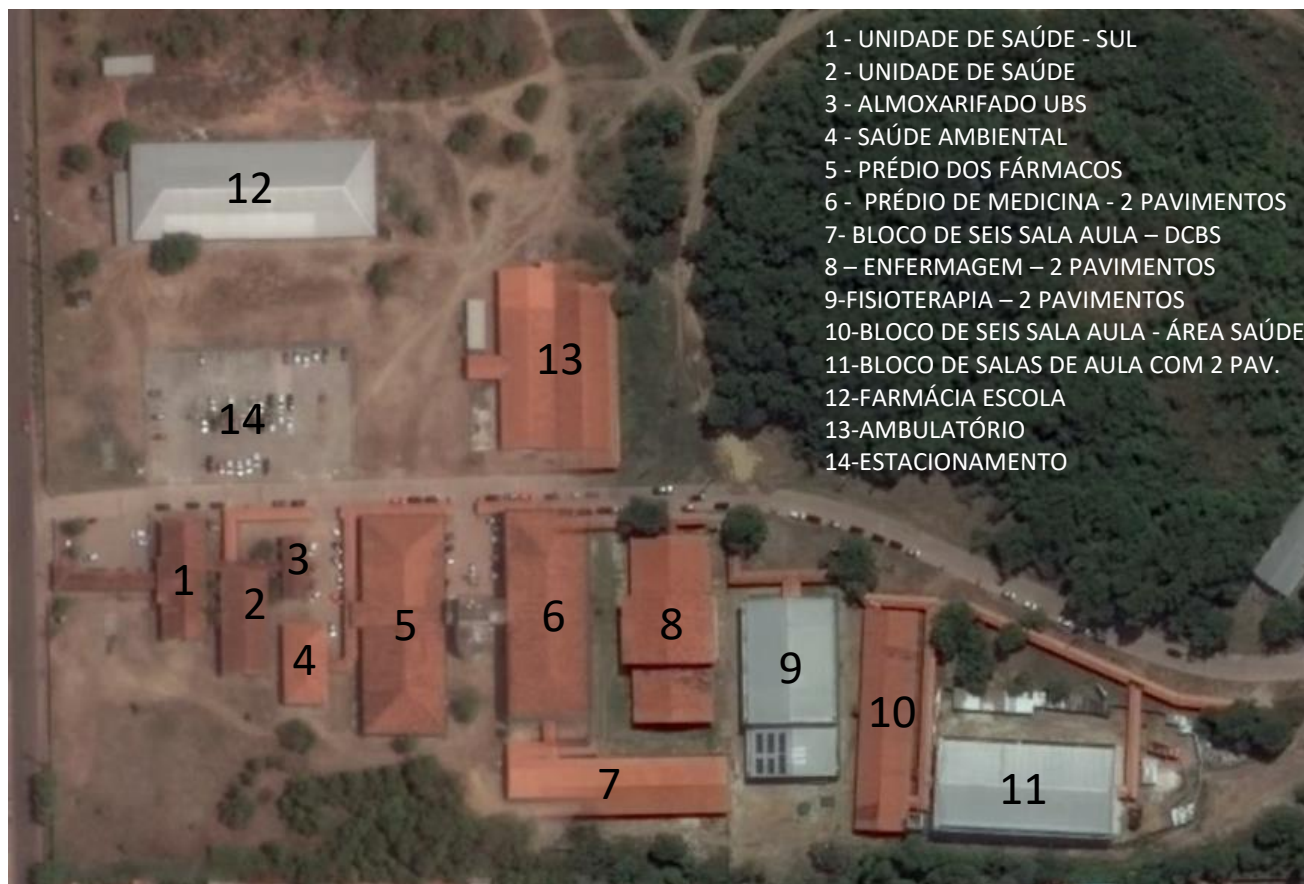 1 - UNIDADE DE SAÚDE - SUL
2 - UNIDADE DE SAÚDE
3 - ALMOXARIFADO UBS
4 - SAÚDE AMBIENTAL
5 - PRÉDIO DOS FÁRMACOS
6 -  PRÉDIO DE MEDICINA - 2 PAVIMENTOS
7- BLOCO DE SEIS SALA AULA – DCBS
8 – ENFERMAGEM – 2 PAVIMENTOS
9-FISIOTERAPIA – 2 PAVIMENTOS
10-BLOCO DE SEIS SALA AULA - ÁREA SAÚDE
11-BLOCO DE SALAS DE AULA COM 2 PAV.
12-FARMÁCIA ESCOLA
13-AMBULATÓRIO
14-ESTACIONAMENTO
12
13
14
1
2
3
4
5
6
7
8
9
10
11